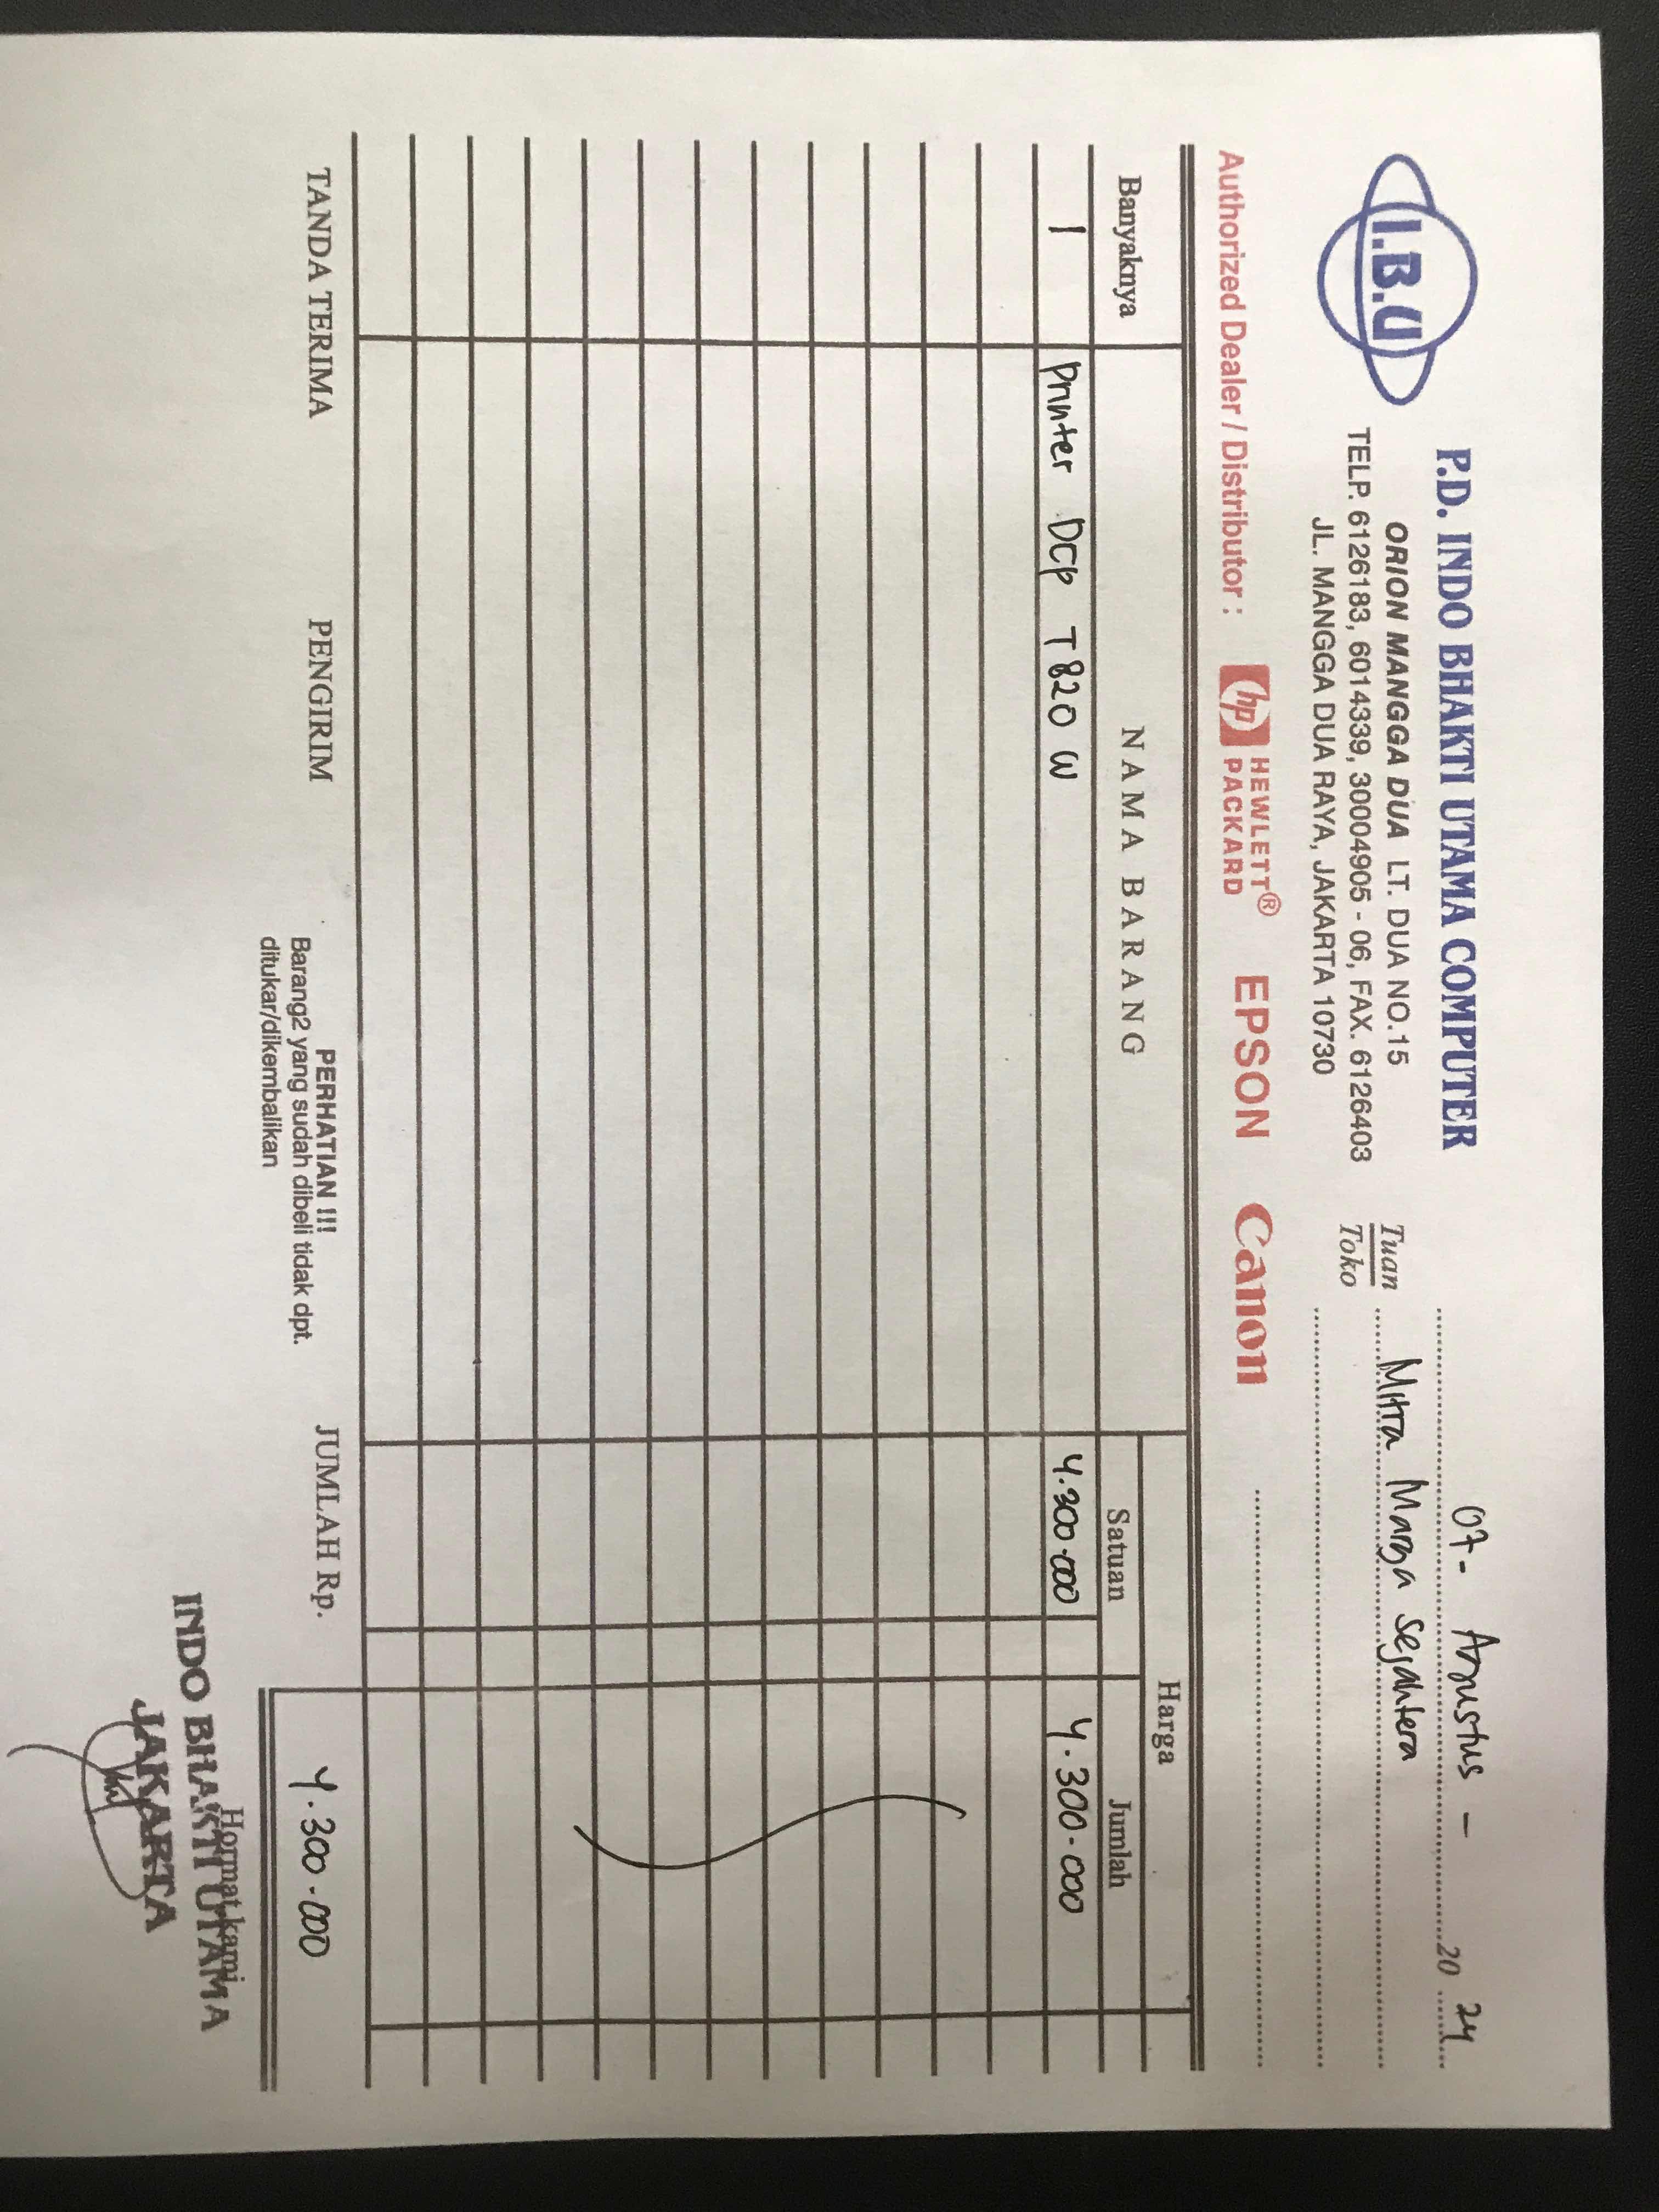 I.B.U
P.D. INDO BHAKTI UTAMA COMPUTER
ORION MANGGA DUA LT. DUA NO.15
TELP. 6126183, 6014339, 30004905 - 06, FAX. 6126403
JL. MANGGA DUA RAYA, JAKARTA 10730
07 - Agustus - 20 24
Tuan Mitra Marga Sejahtera
Toko
Authorized Dealer / Distributor : hp HEWLETT® PACKARD EPSON Canon
Banyaknya NAMA BARANG Harga
Satuan Jumlah
1 Printer Dcp T820 W 4.300.000 4.300.000
TANDA TERIMA PENGIRIM JUMLAH Rp. 4.300.000
PERHATIAN !!!
Barang2 yang sudah dibeli tidak dpt.
ditukar/dikembalikan
Hormat kami,
INDO BHAKTI UTAMA
JAKARTA